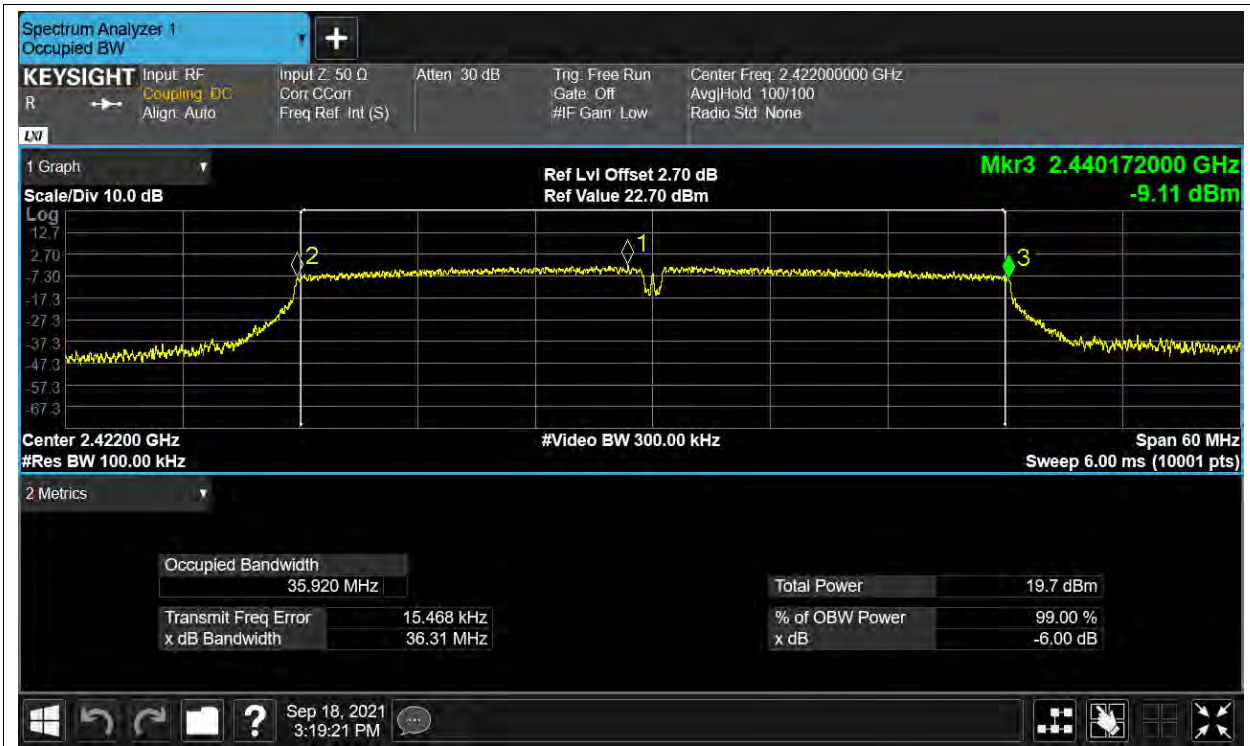 Spectrum Analyzer 1
Occupied BW
+
KEYSIGHT
R
LXI
Input: RF
Coupling: DC
Align: Auto
Input Z: 50 Ω
Corr CCorr
Freq Ref: Int (S)
Atten: 30 dB
Trig: Free Run
Gate: Off
#IF Gain: Low
Center Freq: 2.422000000 GHz
Avg|Hold: 100/100
Radio Std: None
1 Graph
Scale/Div 10.0 dB
Ref Lvl Offset 2.70 dB
Ref Value 22.70 dBm
Mkr3 2.440172000 GHz
-9.11 dBm
Log
12.7
2.70
-7.30
-17.3
-27.3
-37.3
-47.3
-57.3
-67.3
2
1
3
Center 2.42200 GHz
#Res BW 100.00 kHz
#Video BW 300.00 kHz
Span 60 MHz
Sweep 6.00 ms (10001 pts)
2 Metrics
Occupied Bandwidth
35.920 MHz
Transmit Freq Error 15.468 kHz
x dB Bandwidth 36.31 MHz
Total Power 19.7 dBm
% of OBW Power 99.00 %
x dB -6.00 dB
?
Sep 18, 2021
3:19:21 PM